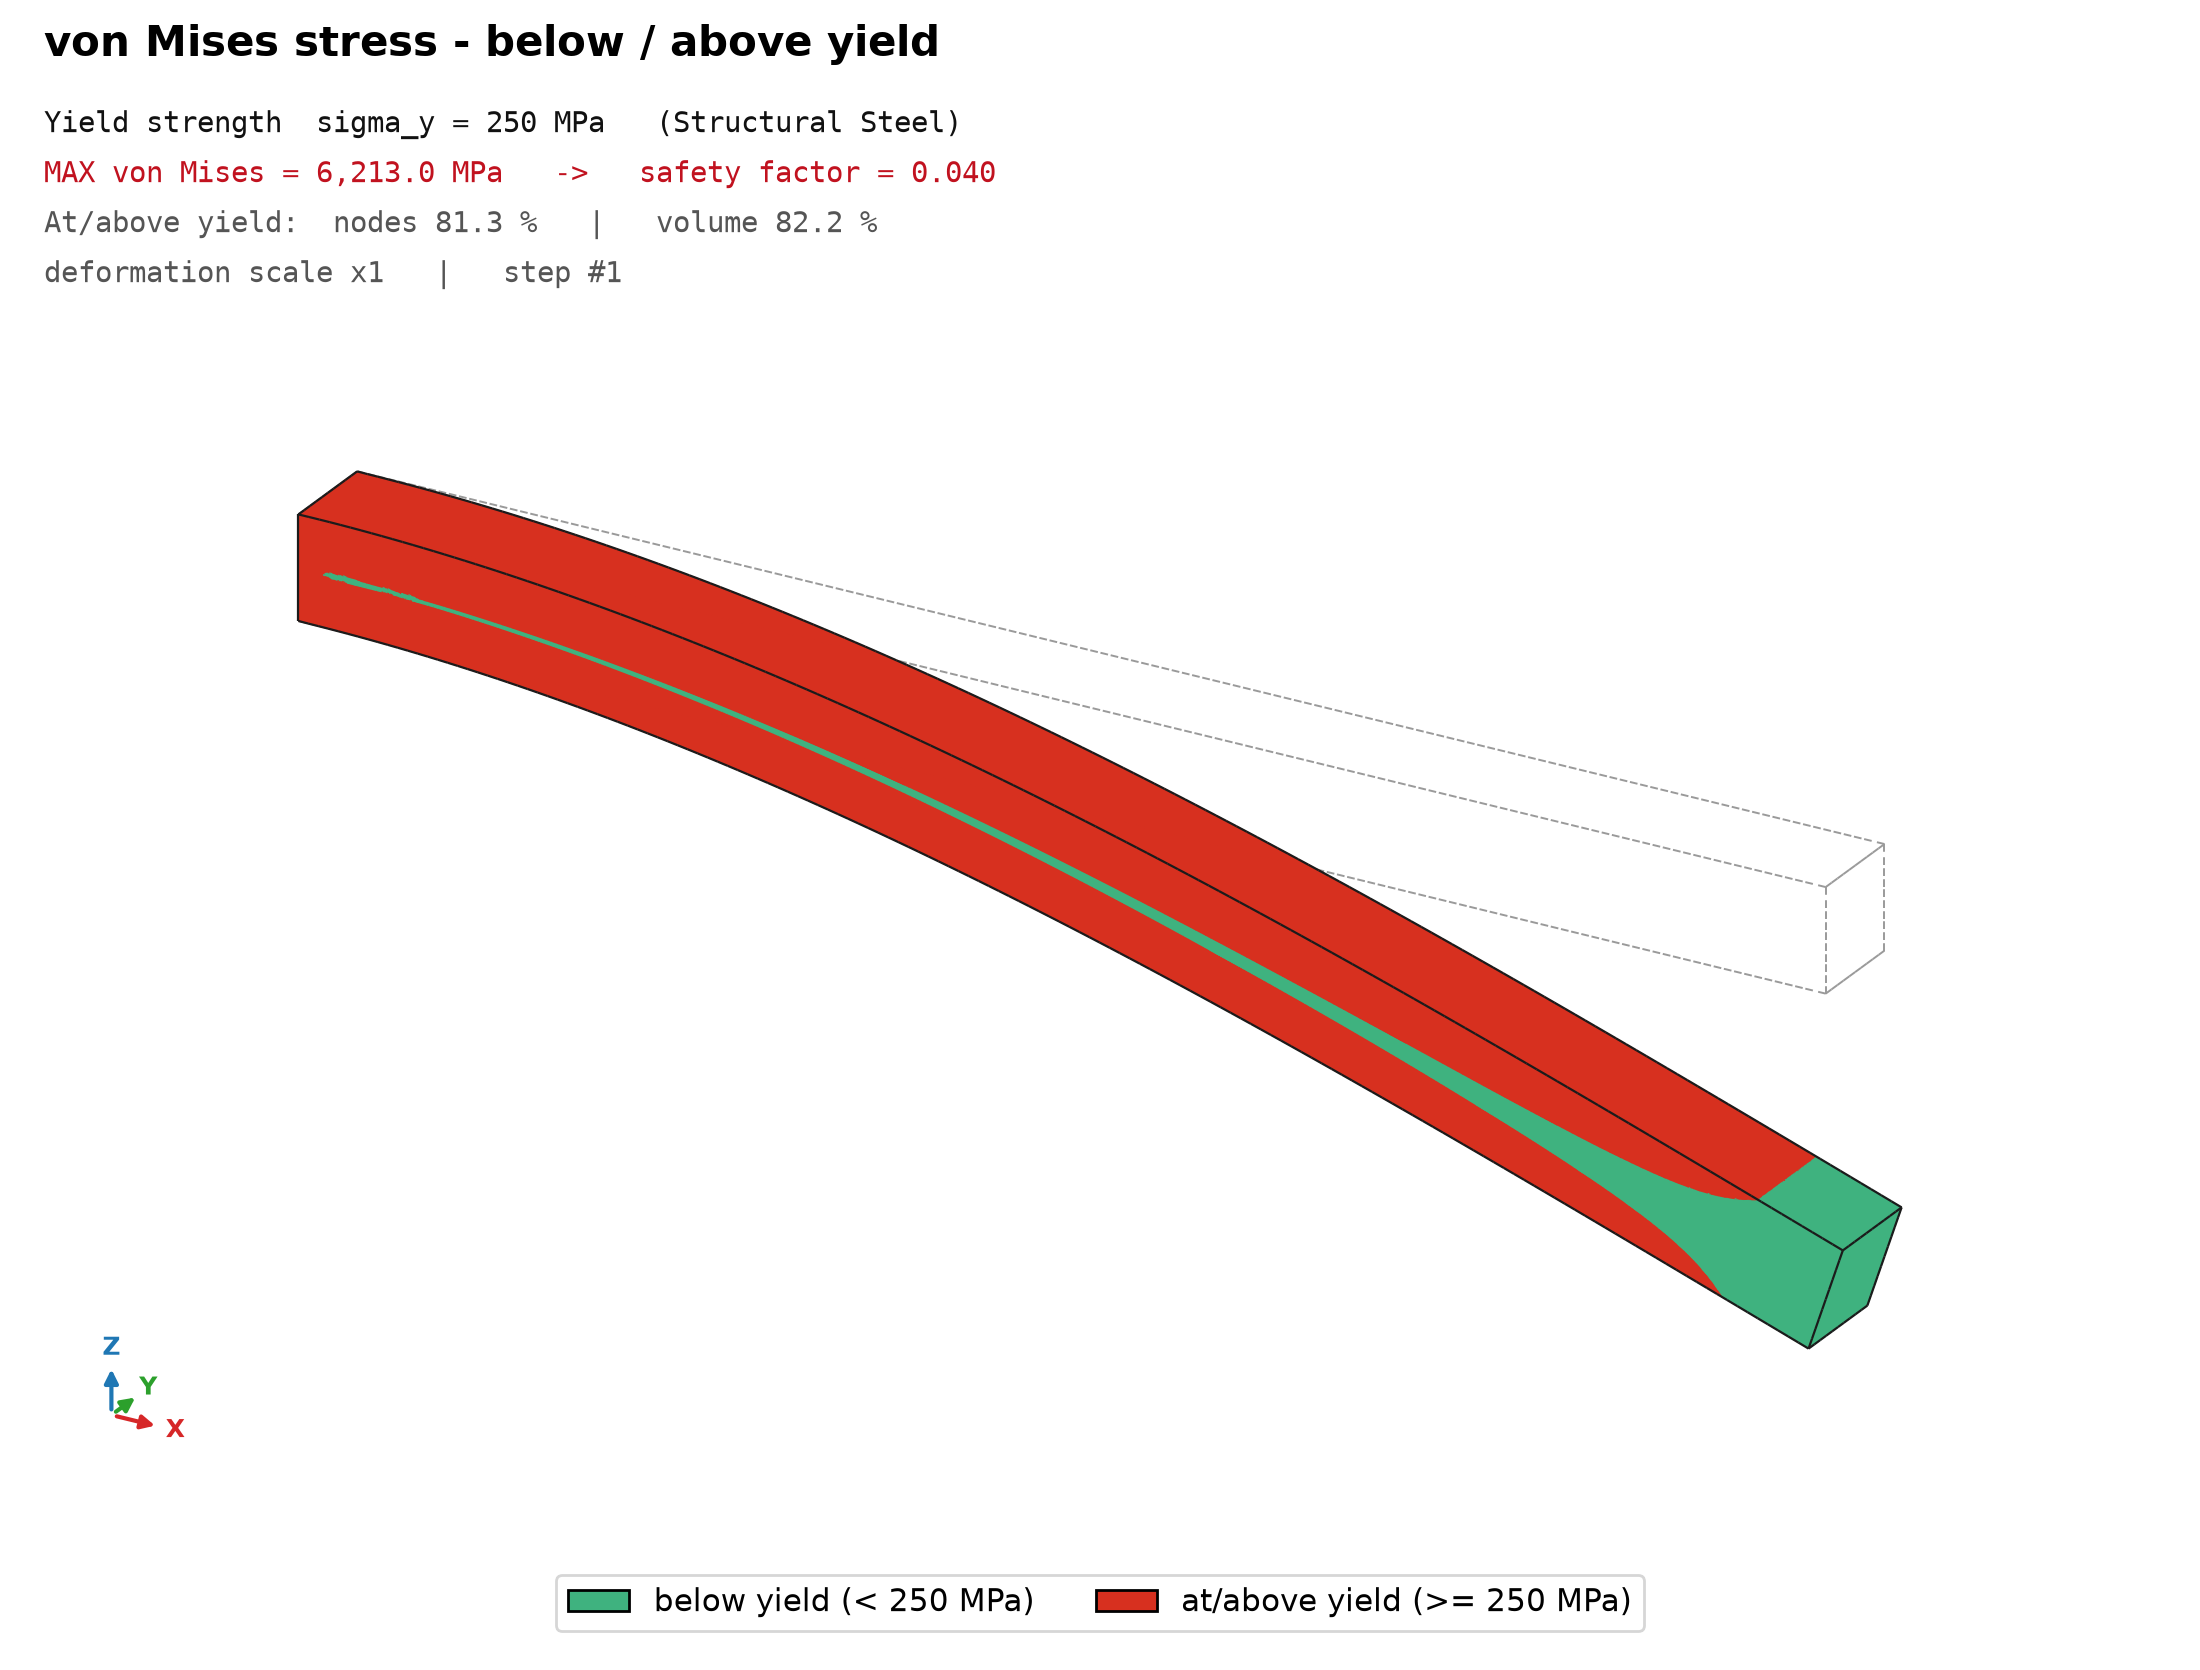 von Mises stress - below / above yield
Yield strength  sigma_y = 250 MPa   (Structural Steel)
MAX von Mises = 6,213.0 MPa   ->   safety factor = 0.040
At/above yield:  nodes 81.3 %   |   volume 82.2 %
deformation scale x1   |   step #1
Z
Y
X
below yield (< 250 MPa)
at/above yield (>= 250 MPa)